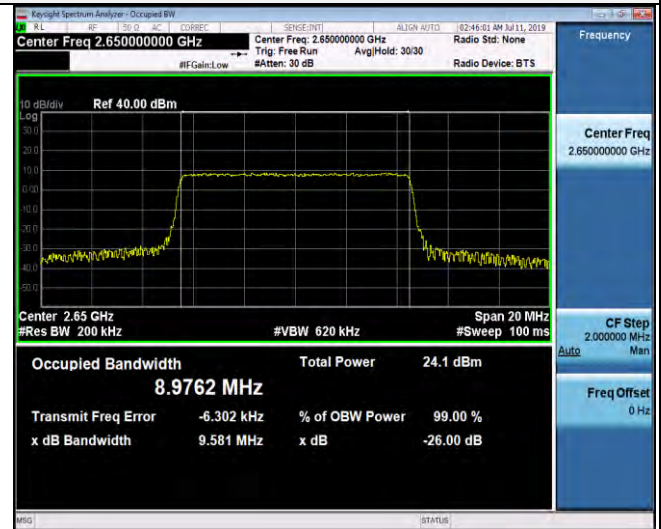 Keysight Spectrum Analyzer - Occupied BW
RL RF 50 Ω AC CORREC SENSE:INT ALIGN AUTO 02:46:01 AM Jul 11, 2019
Center Freq 2.650000000 GHz Center Freq: 2.650000000 GHz Radio Std: None
Trig: Free Run Avg|Hold: 30/30
#IFGain:Low #Atten: 30 dB Radio Device: BTS
Frequency
10 dB/div Ref 40.00 dBm
Log
30.0
20.0
10.0
0.00
-10.0
-20.0
-30.0
-40.0
-50.0
Center 2.65 GHz Span 20 MHz
#Res BW 200 kHz #VBW 620 kHz #Sweep 100 ms
Center Freq
2.650000000 GHz
CF Step
2.000000 MHz
Auto Man
Freq Offset
0 Hz
Occupied Bandwidth Total Power 24.1 dBm
8.9762 MHz
Transmit Freq Error -6.302 kHz % of OBW Power 99.00 %
x dB Bandwidth 9.581 MHz x dB -26.00 dB
MSG STATUS